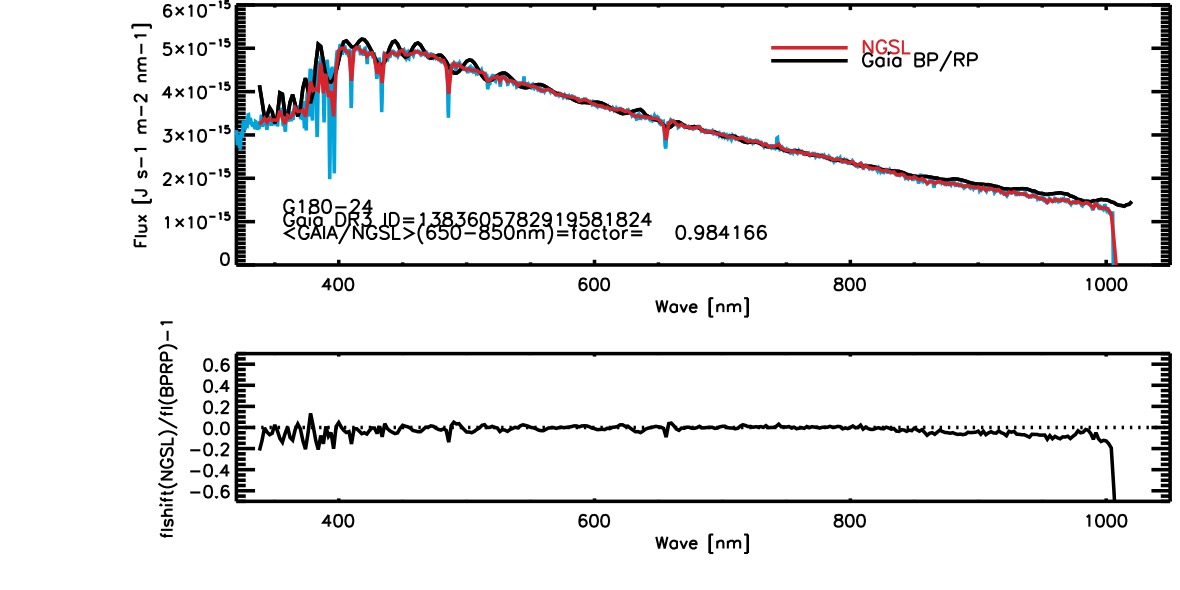 6×10⁻¹⁵
5×10⁻¹⁵
4×10⁻¹⁵
3×10⁻¹⁵
2×10⁻¹⁵
1×10⁻¹⁵
0
Flux [J s−1 m−2 nm−1]
NGSL
Gaia BP/RP
G180−24
Gaia DR3 ID=1383605782919581824
<GAIA/NGSL>(650−850nm)=factor= 0.984166
400 600 800 1000
Wave [nm]
flshift(NGSL)/fl(BPRP)−1
0.6
0.4
0.2
0.0
−0.2
−0.4
−0.6
400 600 800 1000
Wave [nm]